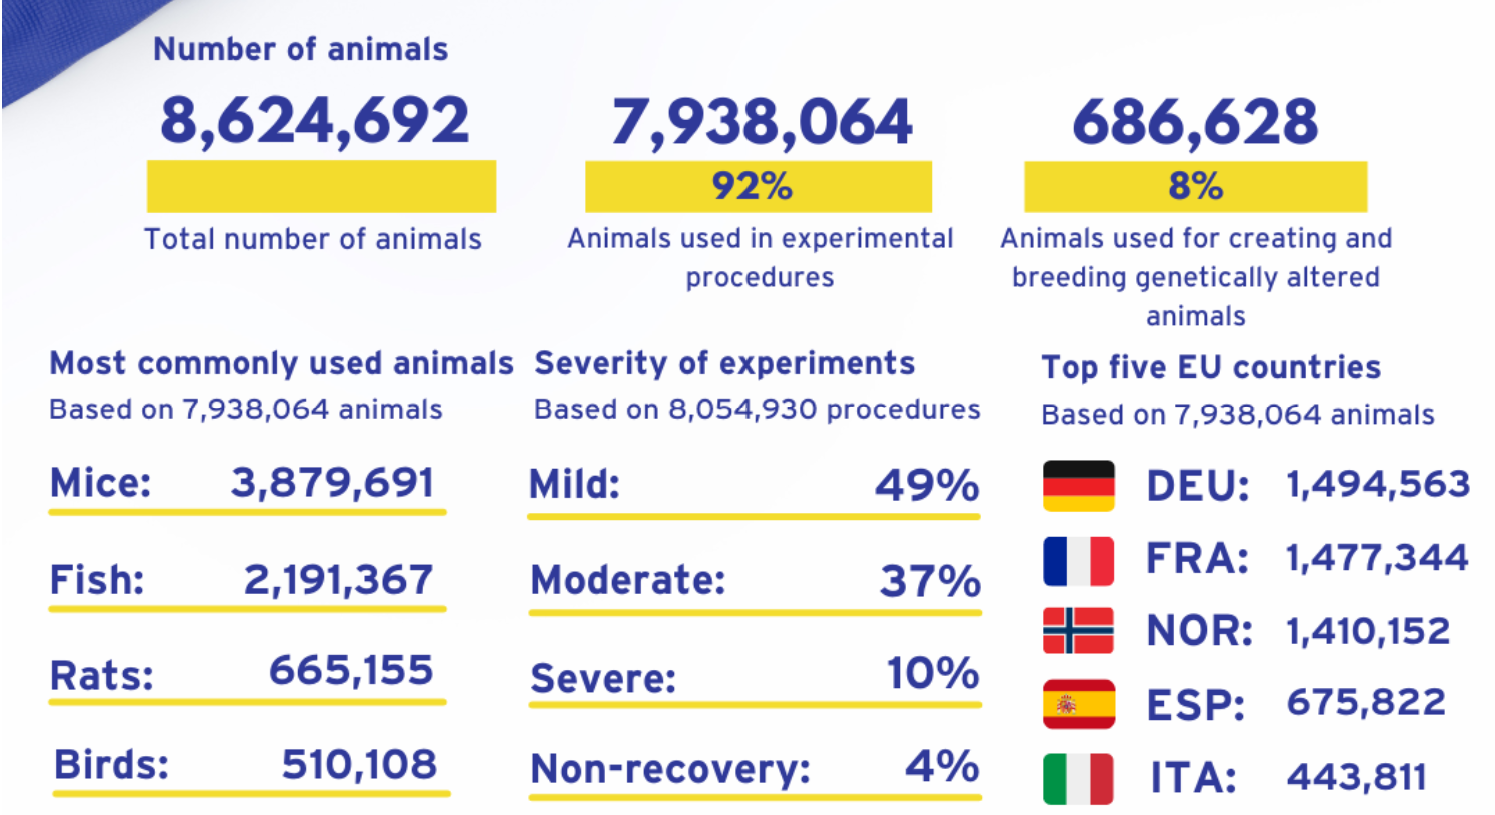 Number of animals
8,624,692
Total number of animals
7,938,064
92%
Animals used in experimental
procedures
686,628
8%
Animals used for creating and
breeding genetically altered
animals
Most commonly used animals
Based on 7,938,064 animals
Mice: 3,879,691
Fish: 2,191,367
Rats: 665,155
Birds: 510,108
Severity of experiments
Based on 8,054,930 procedures
Mild: 49%
Moderate: 37%
Severe: 10%
Non-recovery: 4%
Top five EU countries
Based on 7,938,064 animals
DEU: 1,494,563
FRA: 1,477,344
NOR: 1,410,152
ESP: 675,822
ITA: 443,811